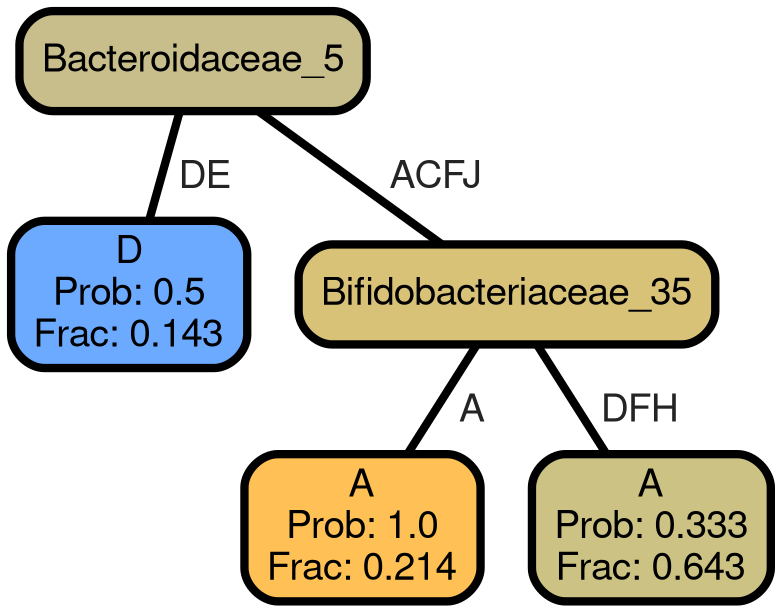 Bacteroidaceae_5
DE
ACFJ
D
Prob: 0.5
Frac: 0.143
Bifidobacteriaceae_35
A
DFH
A
Prob: 1.0
Frac: 0.214
A
Prob: 0.333
Frac: 0.643